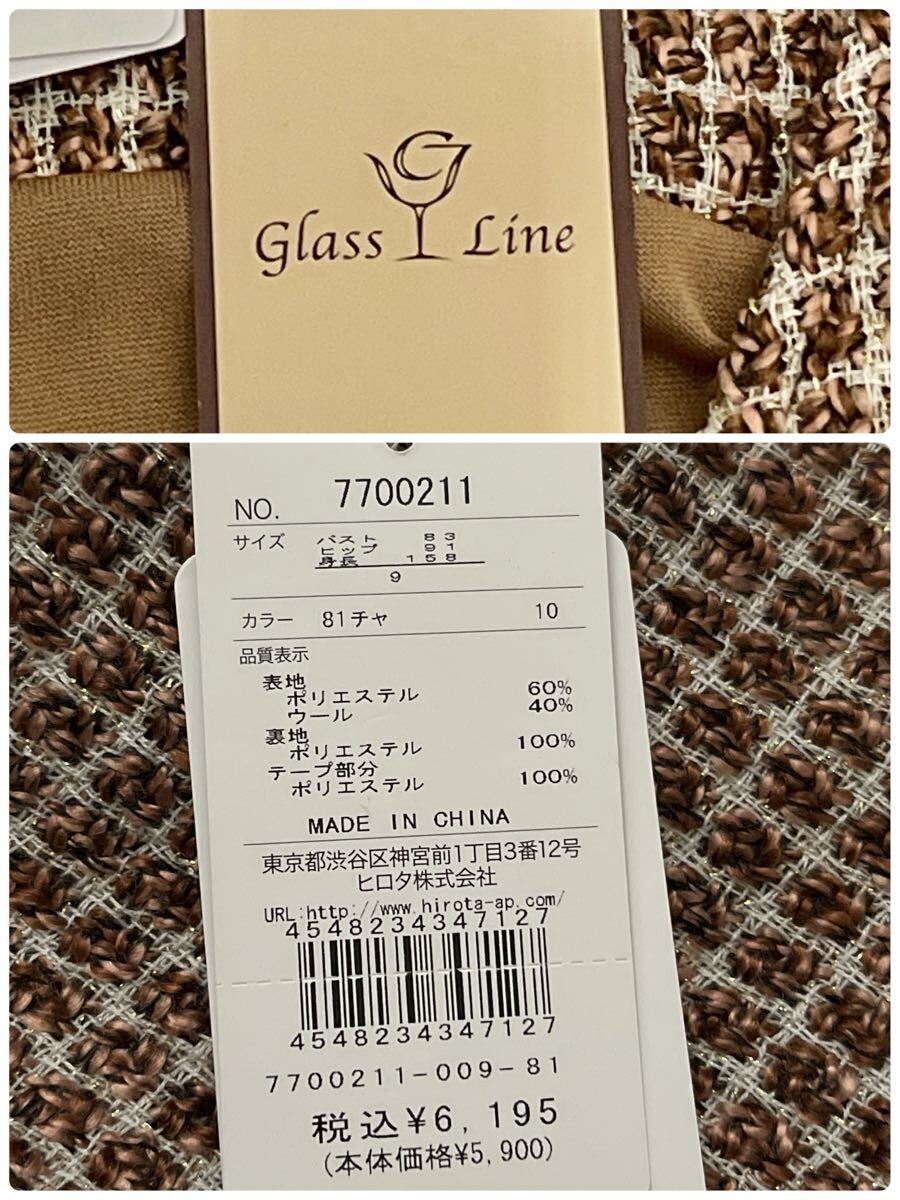 G
Glass Line
NO. 7700211
サイズ バスト 83
ヒップ 91
身長 158
9
カラー 81チャ 10
品質表示
表地
ポリエステル 60%
ウール 40%
裏地
ポリエステル 100%
テープ部分
ポリエステル 100%
MADE IN CHINA
東京都渋谷区神宮前1丁目3番12号
ヒロタ株式会社
URL:http://www.hirota-ap.com/
4548234347127
4548234347127
7700211-009-81
税込¥6,195
(本体価格¥5,900)